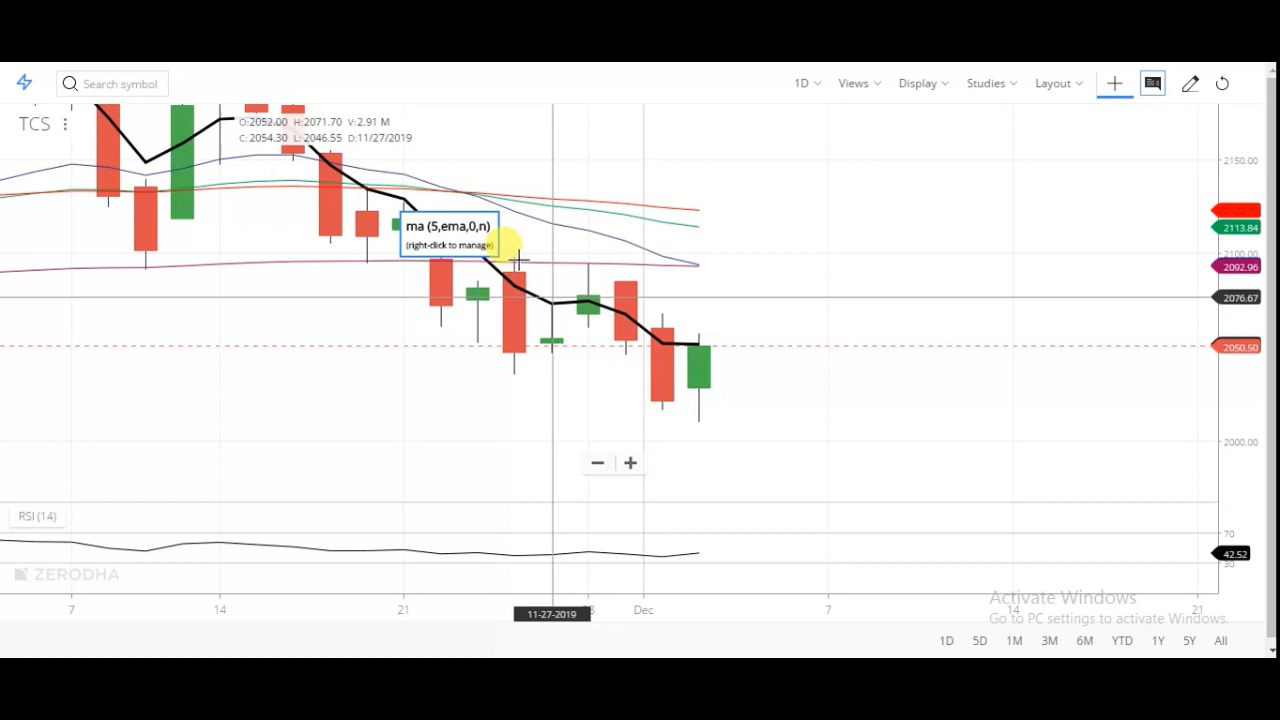 Search symbol
1D Views Display Studies Layout
TCS
O:2052.00 H:2071.70 V:2.91 M
C:2054.30 L:2046.55 D:11/27/2019
ma (5,ema,0,n)
(right-click to manage)
2150.00
2113.84
2100.00
2092.96
2076.67
2050.50
2000.00
RSI (14)
70
42.52
30
ZERODHA
7 14 21 11-27-2019 Dec 7 14 21
Activate Windows
Go to PC settings to activate Windows.
1D 5D 1M 3M 6M YTD 1Y 5Y All